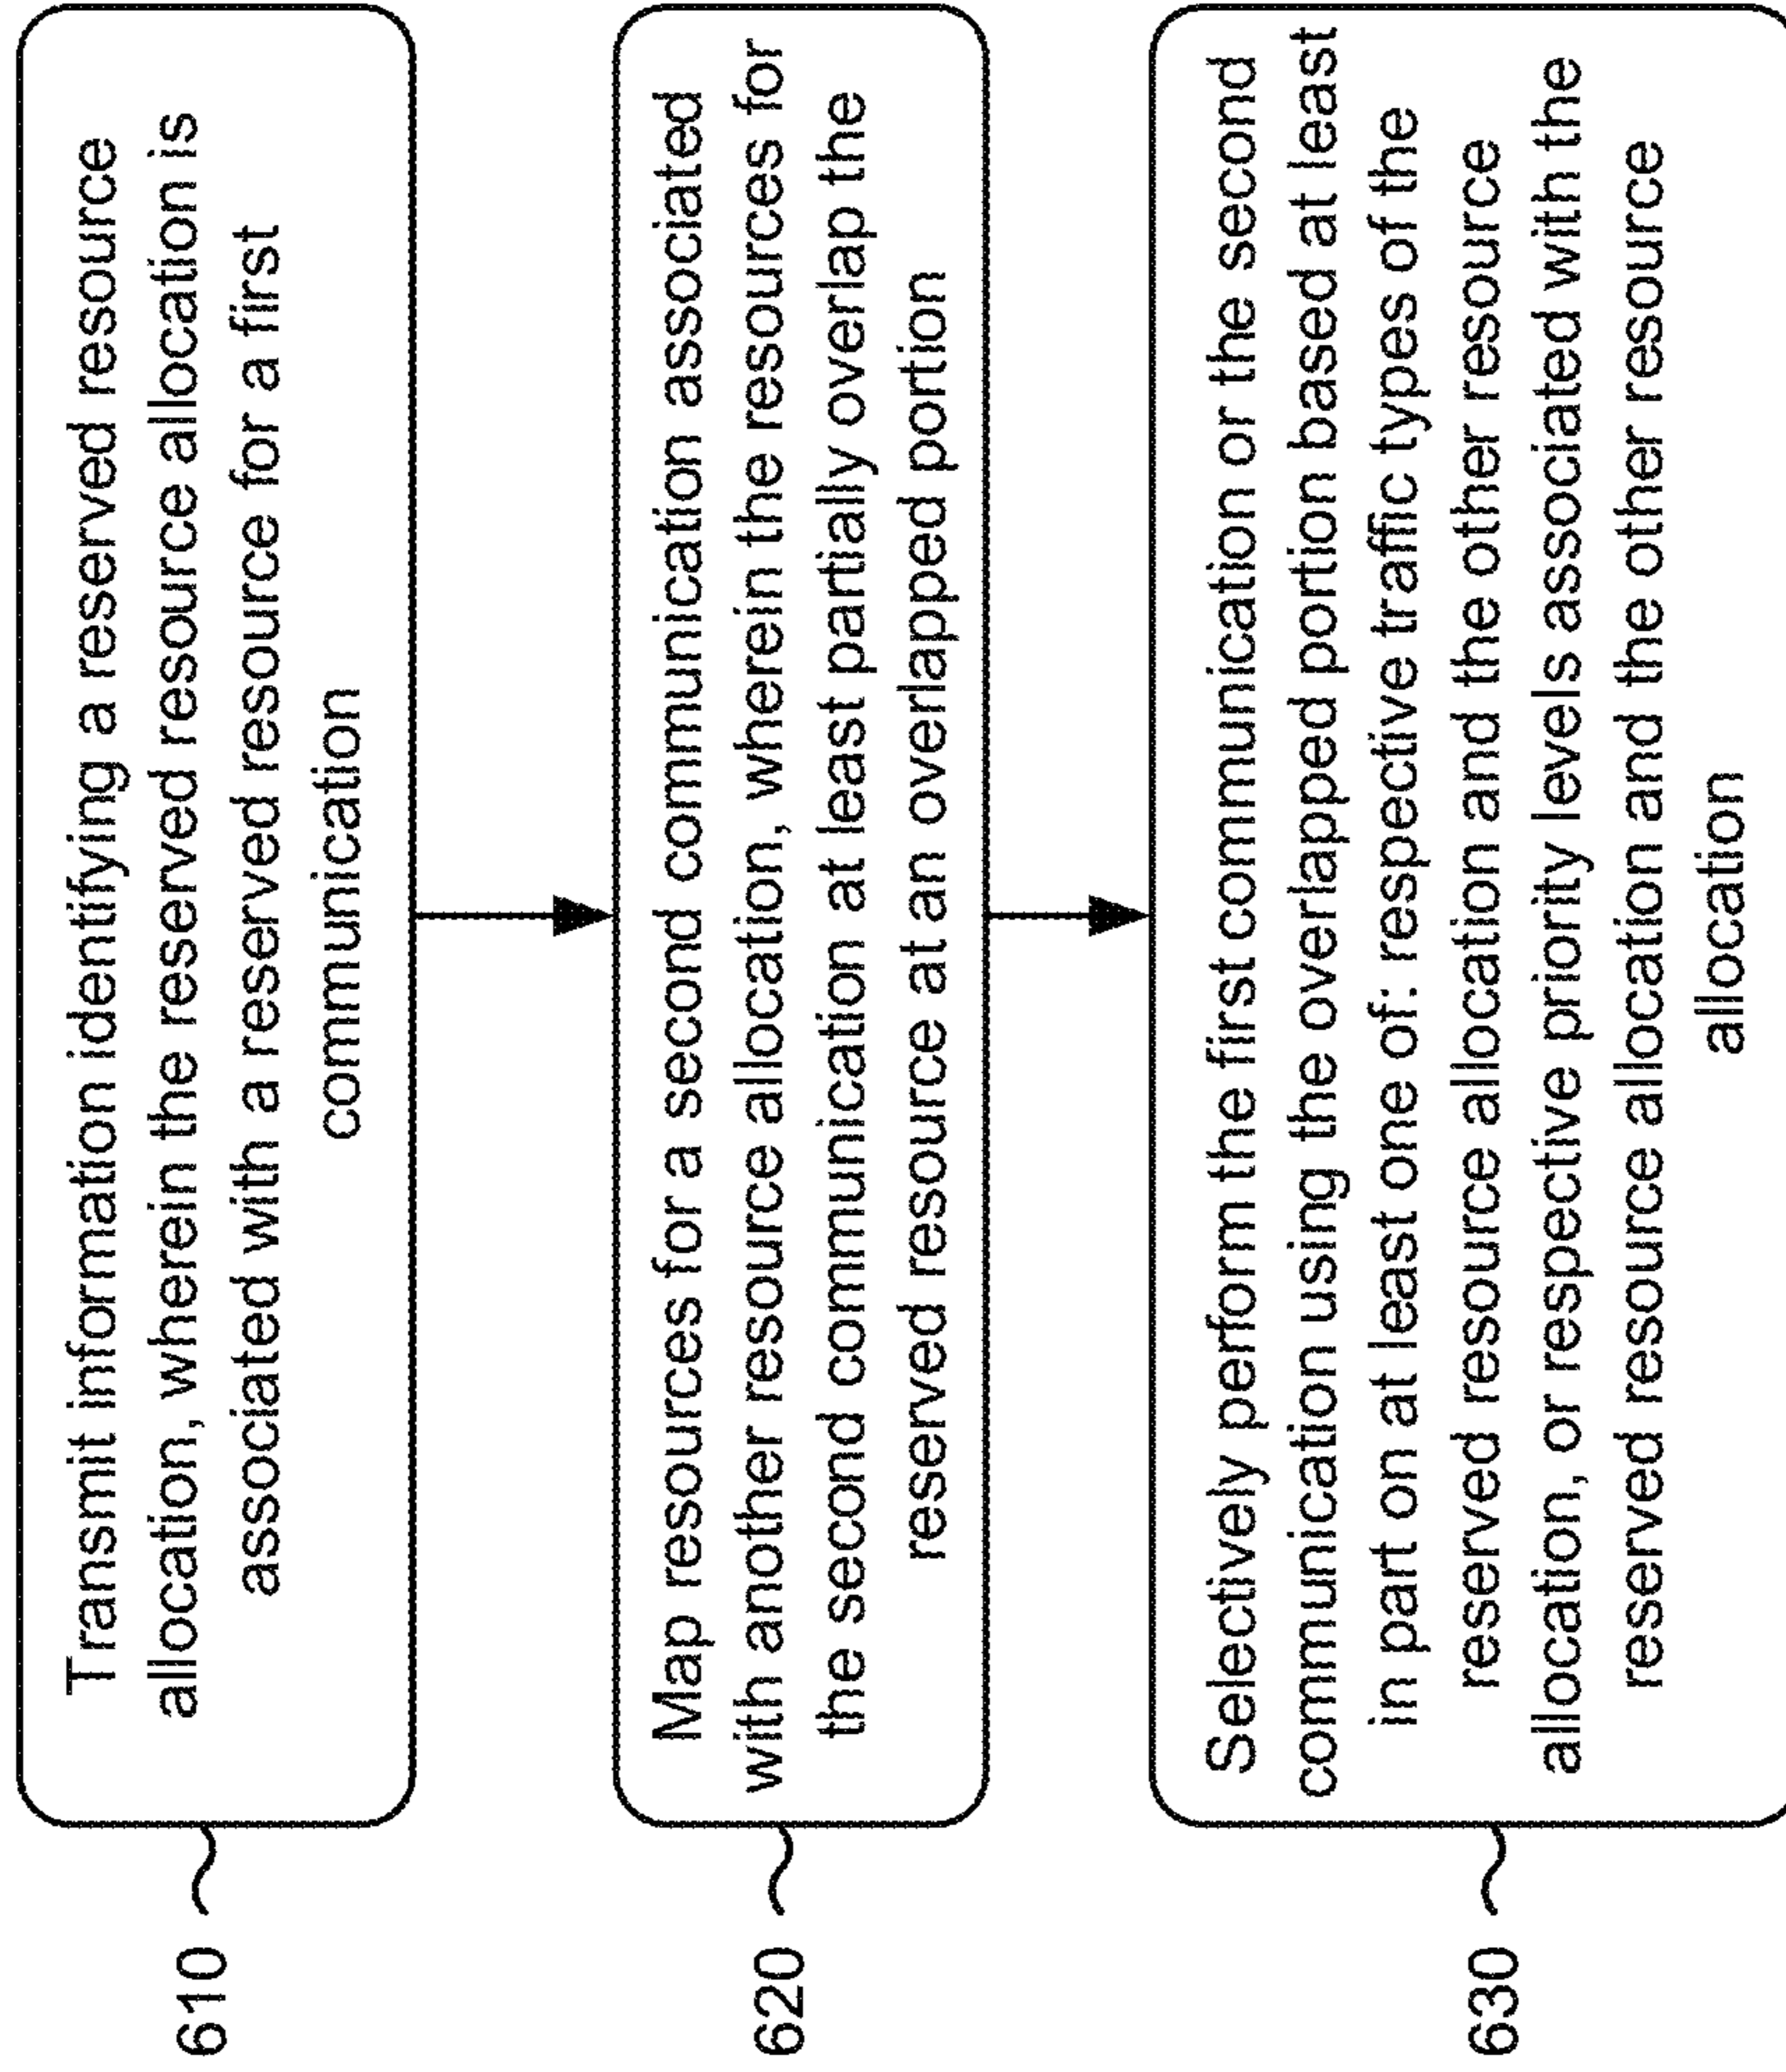 610
Transmit information identifying a reserved resource
allocation, wherein the reserved resource allocation is
associated with a reserved resource for a first
communication
620
Map resources for a second communication associated
with another resource allocation, wherein the resources for
the second communication at least partially overlap the
reserved resource at an overlapped portion
630
Selectively perform the first communication or the second
communication using the overlapped portion based at least
in part on at least one of: respective traffic types of the
reserved resource allocation and the other resource
allocation, or respective priority levels associated with the
reserved resource allocation and the other resource
allocation